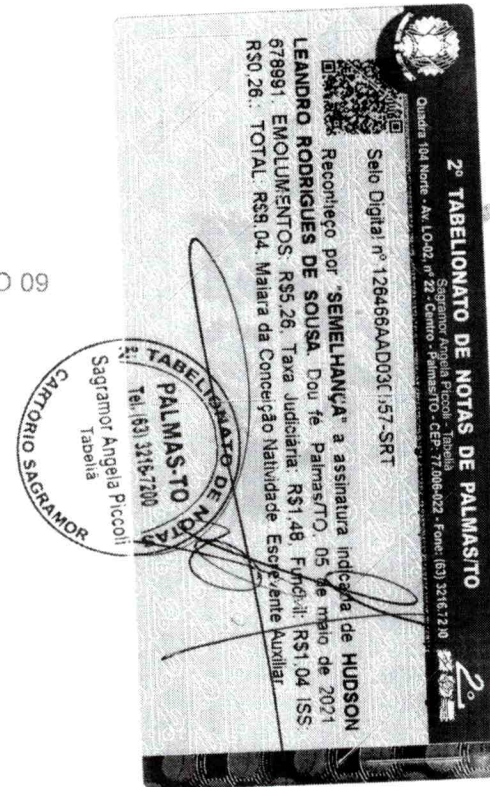 2º TABELIONATO DE NOTAS DE PALMAS/TO
Sagramor Angela Piccoli - Tabeliã
Quadra 104 Norte - Av. LO-02, nº 22 - Centro - Palmas/TO - CEP.: 77.006-022 - Fone: (63) 3216.7200
2º
Selo Digital nº
Reconheço por "SEMELHANÇA" a assinatura indicada de HUDSON
LEANDRO RODRIGUES DE SOUSA. Dou fé. Palmas/TO, 05 de maio de 2021
678991. EMOLUMENTOS: R$5,26, Taxa Judiciária: R$1,48, Funcivil: R$1,04 ISS:
R$0,26.: TOTAL: R$8,04. Maiara da Conceição Natividade Escrevente Auxiliar
TABELIONATO DE NOTAS
PALMAS-TO
Tel. (63) 3216-7200
Sagramor Angela Piccoli
Tabeliã
CARTÓRIO SAGRAMOR
O 09